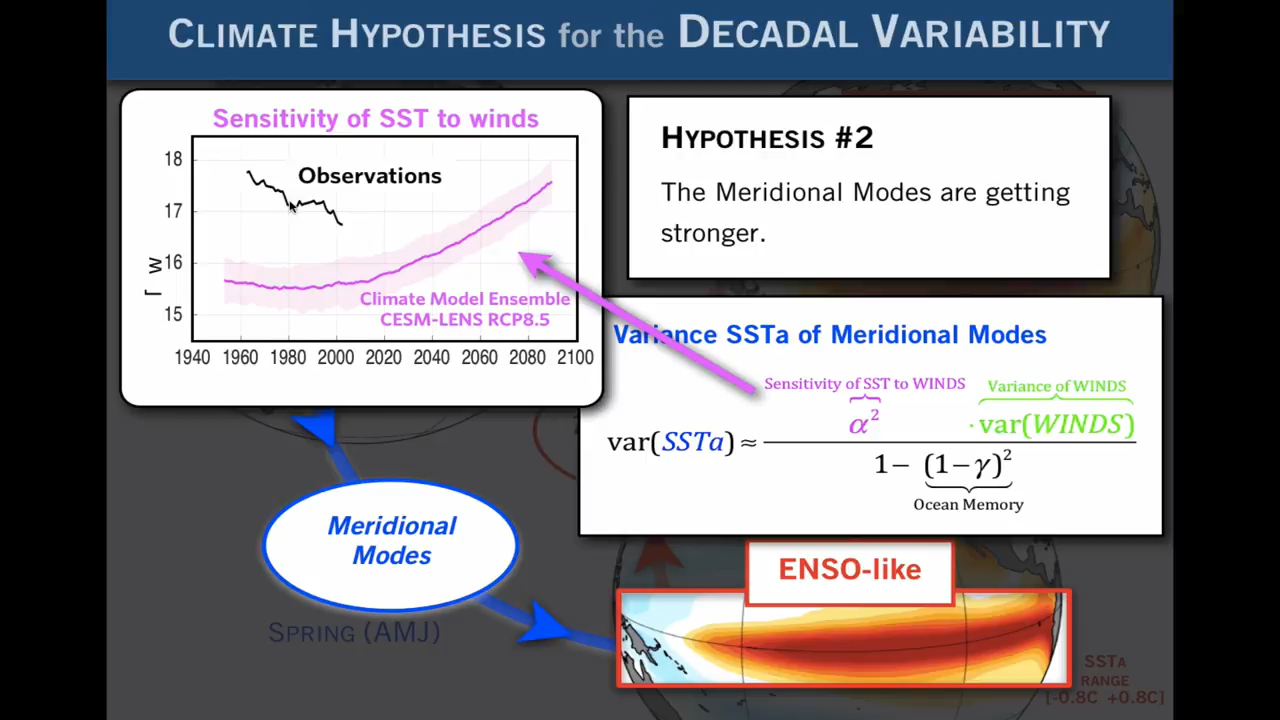 CLIMATE HYPOTHESIS for the DECADAL VARIABILITY
Sensitivity of SST to winds
18
17
16
15
W
Observations
Climate Model Ensemble
CESM-LENS RCP8.5
1940 1960 1980 2000 2020 2040 2060 2080 2100
HYPOTHESIS #2
The Meridional Modes are getting
stronger.
Variance SSTa of Meridional Modes
Sensitivity of SST to WINDS
Variance of WINDS
var(SSTa) ≈ α² · var(WINDS)
1− (1−γ)²
Ocean Memory
Meridional
Modes
SPRING (AMJ)
ENSO-like
SSTA
RANGE
[-0.8C +0.8C]